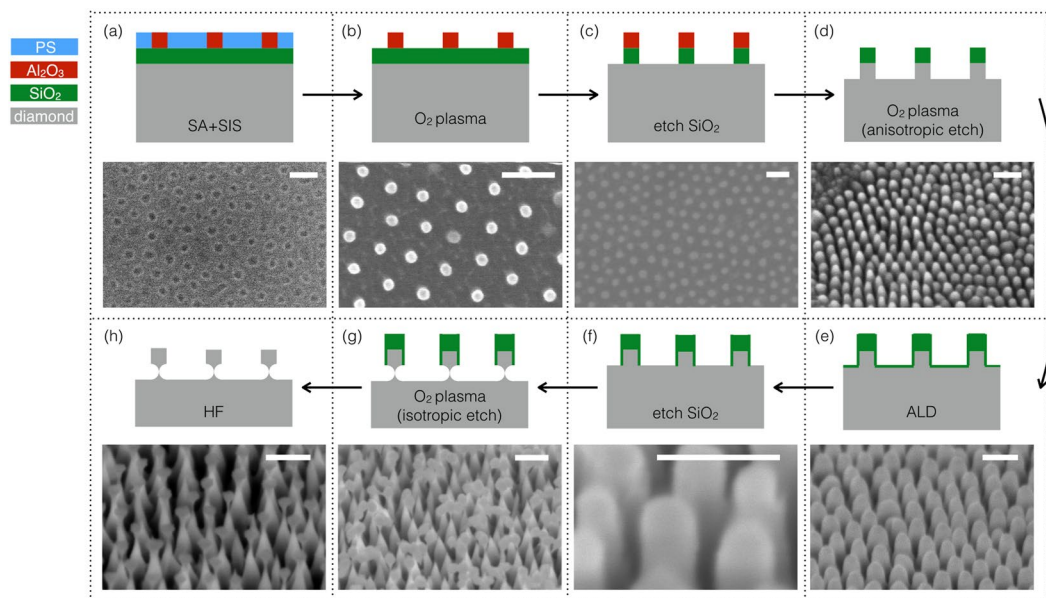 PS
Al₂O₃
SiO₂
diamond
(a)
SA+SIS
(b)
O₂ plasma
(c)
etch SiO₂
(d)
O₂ plasma
(anisotropic etch)
(h)
HF
(g)
O₂ plasma
(isotropic etch)
(f)
etch SiO₂
(e)
ALD